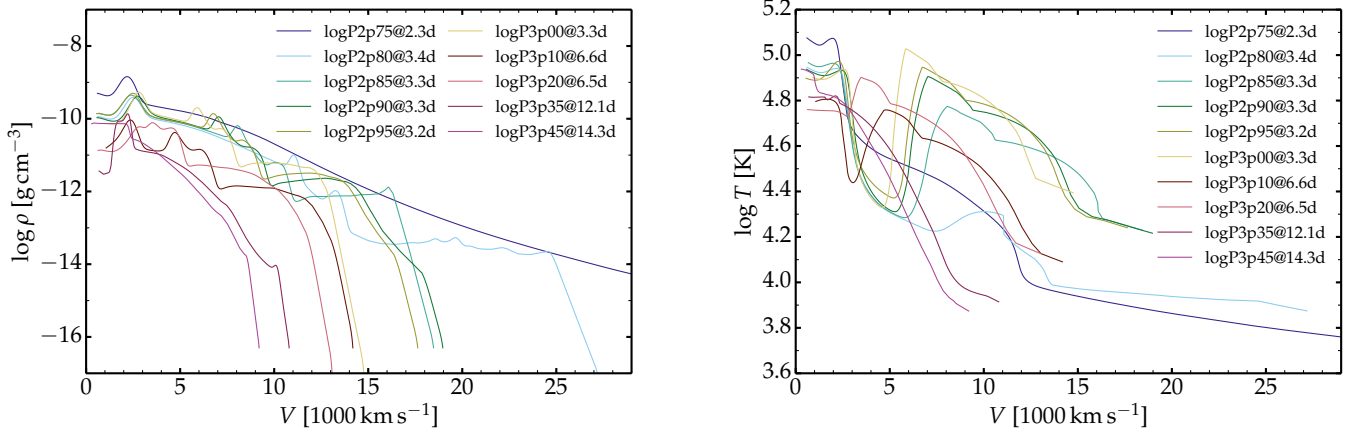 −8
−10
−12
−14
−16
log ρ [g cm⁻³]
0
5
10
15
20
25
V [1000 km s⁻¹]
logP2p75@2.3d
logP2p80@3.4d
logP2p85@3.3d
logP2p90@3.3d
logP2p95@3.2d
logP3p00@3.3d
logP3p10@6.6d
logP3p20@6.5d
logP3p35@12.1d
logP3p45@14.3d
5.2
5.0
4.8
4.6
4.4
4.2
4.0
3.8
3.6
log T [K]
0
5
10
15
20
25
V [1000 km s⁻¹]
logP2p75@2.3d
logP2p80@3.4d
logP2p85@3.3d
logP2p90@3.3d
logP2p95@3.2d
logP3p00@3.3d
logP3p10@6.6d
logP3p20@6.5d
logP3p35@12.1d
logP3p45@14.3d